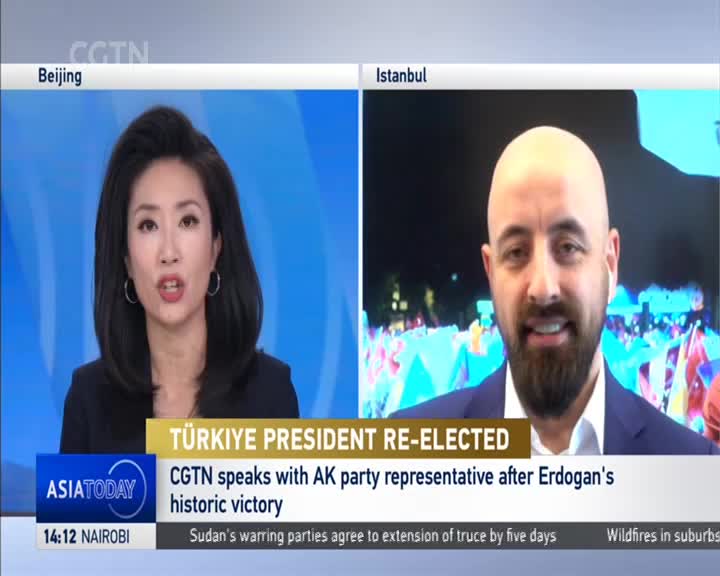 CGTN
Beijing
Istanbul
TÜRKIYE PRESIDENT RE-ELECTED
CGTN speaks with AK party representative after Erdogan's
historic victory
ASIA TODAY
14:12 NAIROBI
Sudan's warring parties agree to extension of truce by five days
Wildfires in suburbs